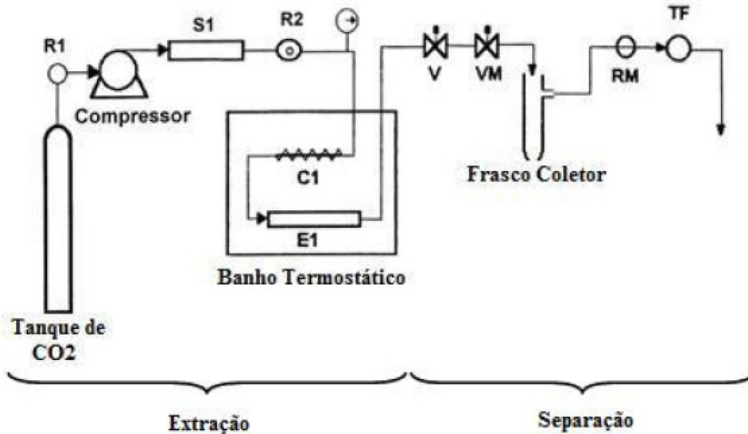 R1
Compressor
S1
R2
C1
E1
Banho Termostático
Tanque de
CO2
V
VM
Frasco Coletor
RM
TF
Extração
Separação